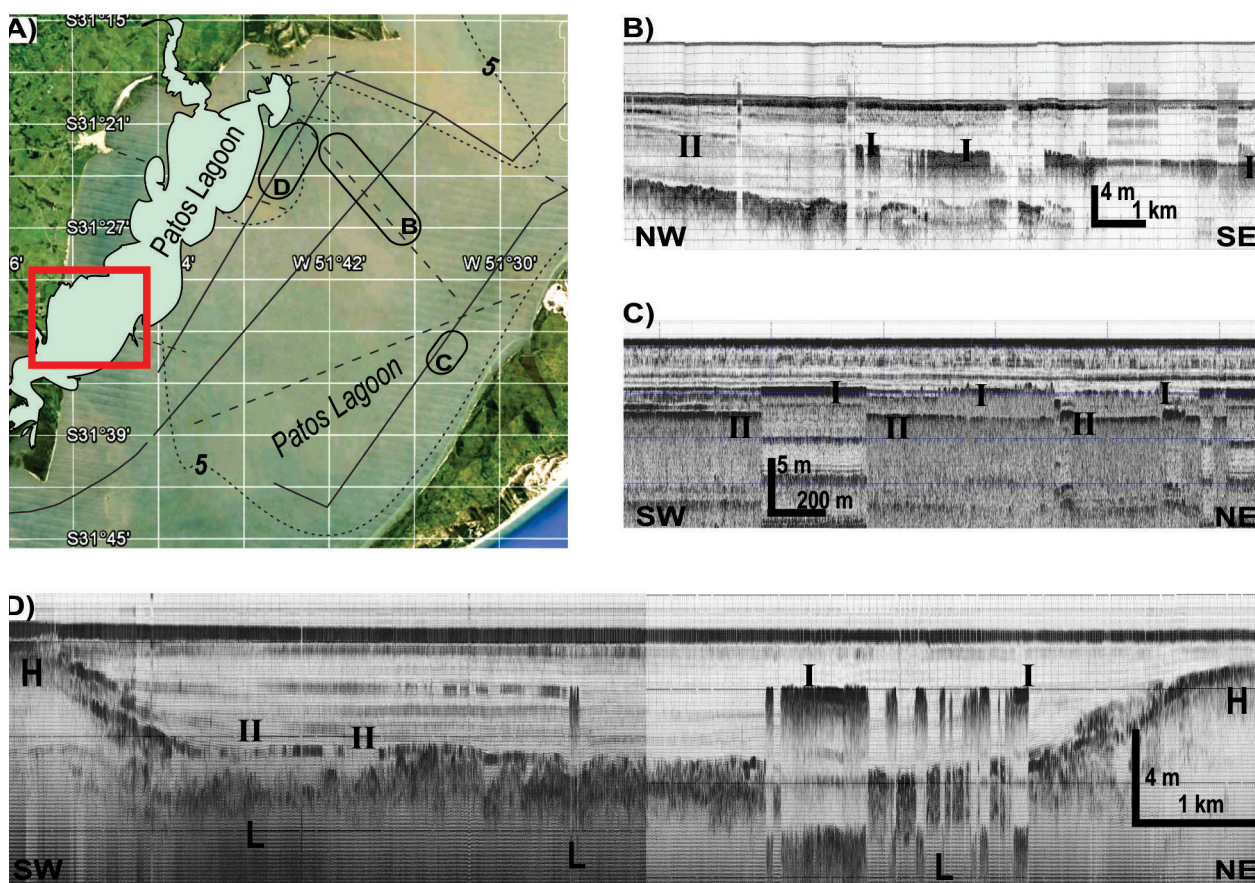 A)
S31°15'
5
S31°21'
Patos Lagoon
D
B
S31°27'
6'
4'
W 51°42'
W 51°30'
C
Patos Lagoon
S31°39'
5
S31°45'
B)
II
I
I
I
4 m
1 km
NW
SE
C)
I
I
I
II
II
II
5 m
200 m
SW
NE
D)
H
I
I
II
II
H
4 m
1 km
L
L
L
SW
NE